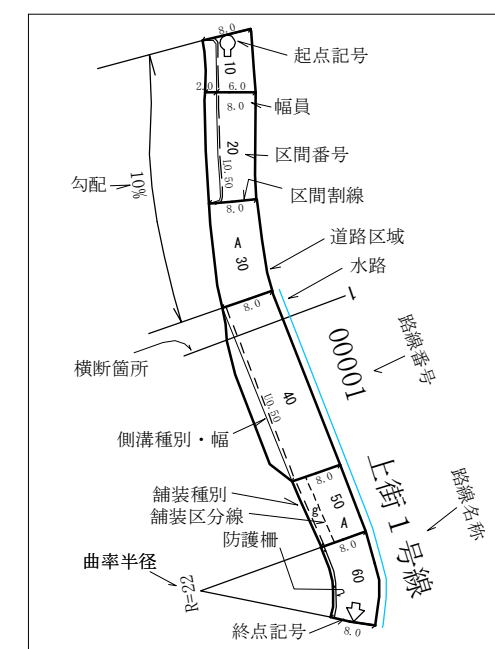 8.0
起点記号
10
2.0
6.0
8.0
幅員
20
区間番号
U0.50
勾配
10%
区間割線
8.0
道路区域
A
30
水路
8.0
1
横断箇所
00001
路線番号
40
U0.50
側溝種別・幅
8.0
上街1号線
路線名称
舗装種別
50
g
A
舗装区分線
防護柵
8.0
曲率半径
60
R=22
終点記号
8.0